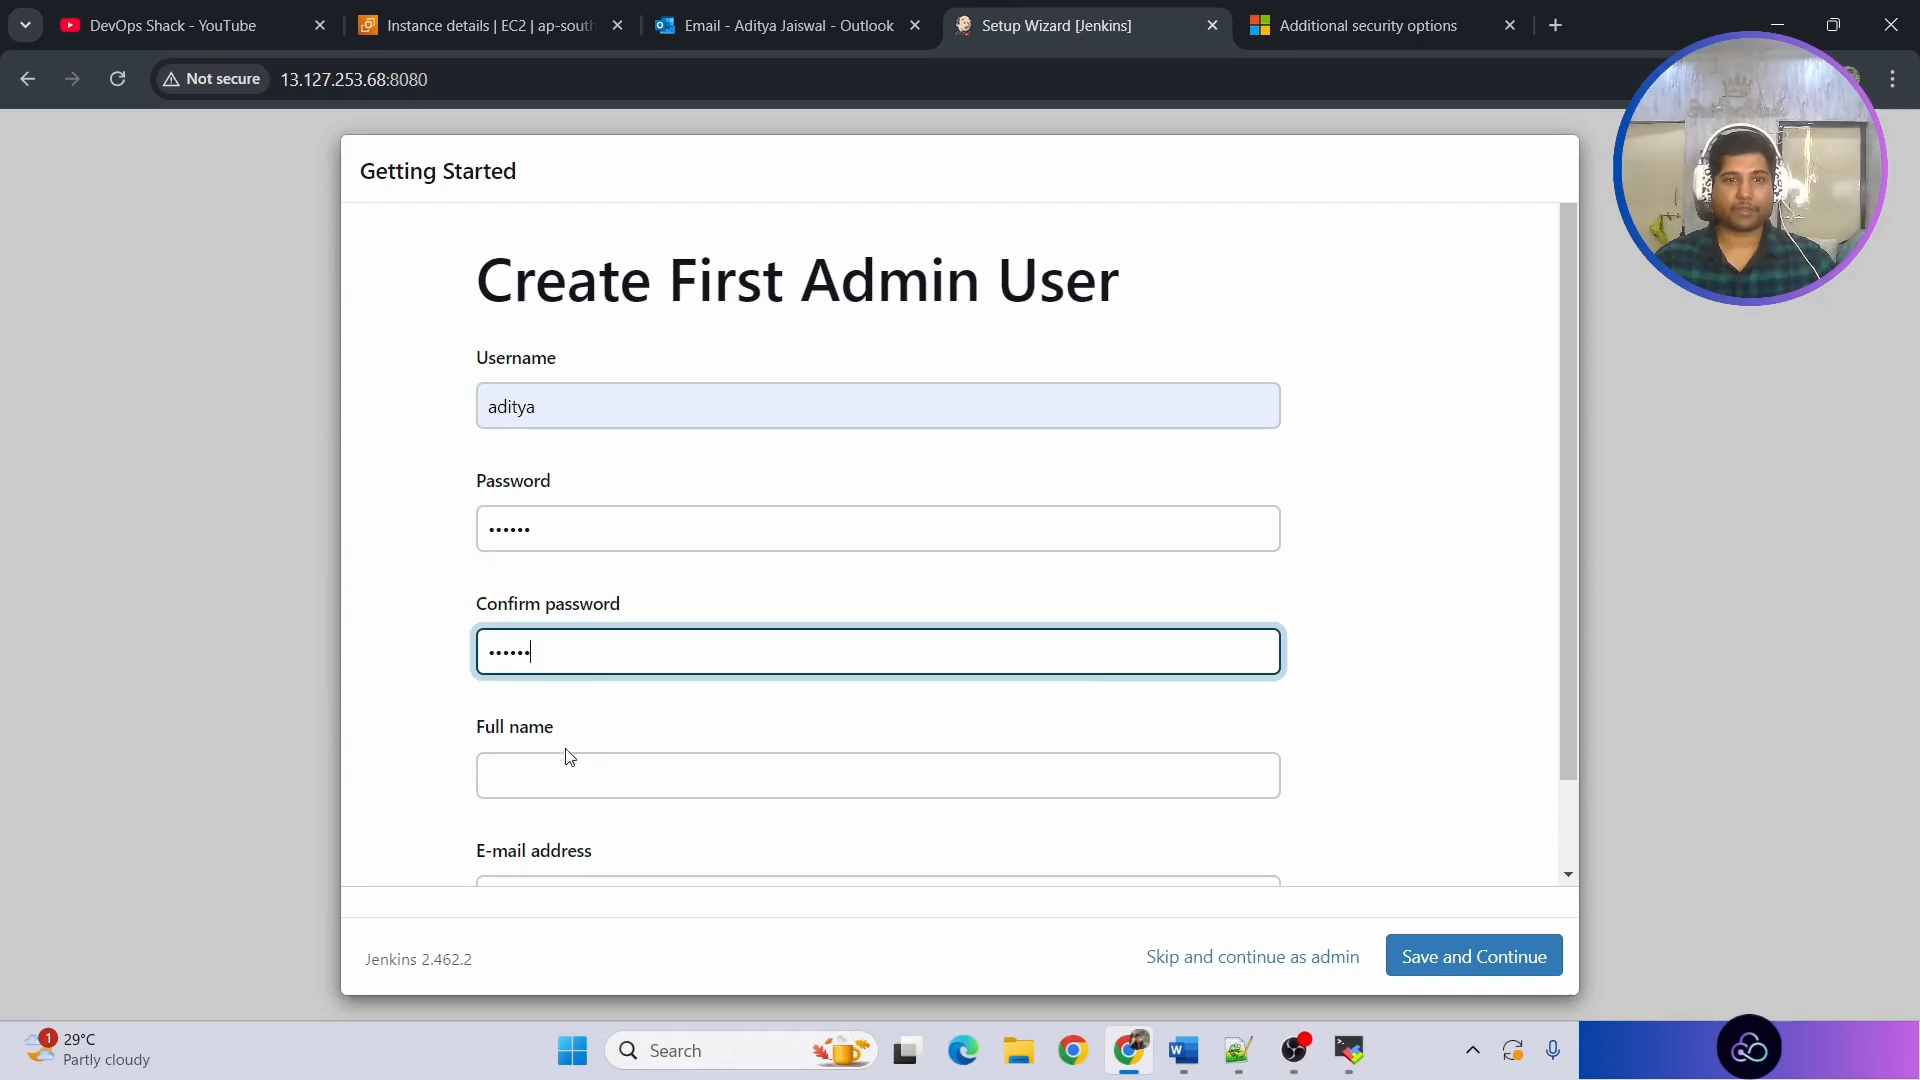 DevOps Shack - YouTube
Instance details | EC2 | ap-south
Email - Aditya Jaiswal - Outlook
Setup Wizard [Jenkins]
Additional security options
Not secure
13.127.253.68:8080
Getting Started
Create First Admin User
Username
aditya
Password
••••••
Confirm password
••••••
Full name
E-mail address
Jenkins 2.462.2
Skip and continue as admin
Save and Continue
1
29°C
Partly cloudy
Search